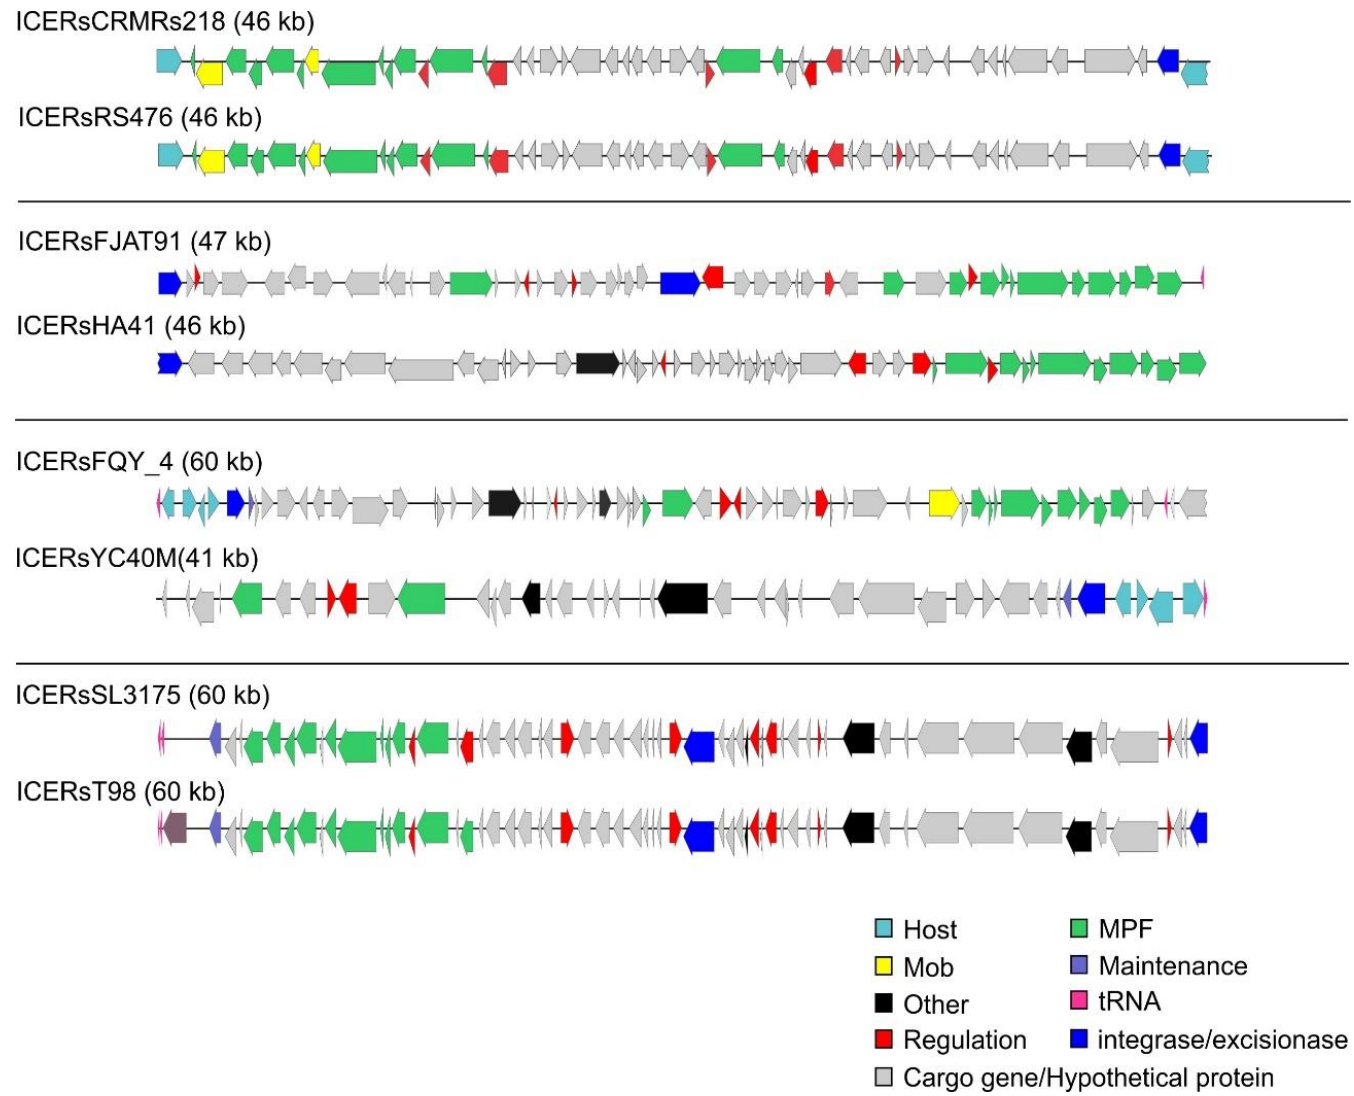 ICERsCRMRs218 (46 kb)
ICERsRS476 (46 kb)
ICERsFJAT91 (47 kb)
ICERsHA41 (46 kb)
ICERsFQY_4 (60 kb)
ICERsYC40M(41 kb)
ICERsSL3175 (60 kb)
ICERsT98 (60 kb)
Host MPF
Mob Maintenance
Other tRNA
Regulation integrase/excisionase
Cargo gene/Hypothetical protein